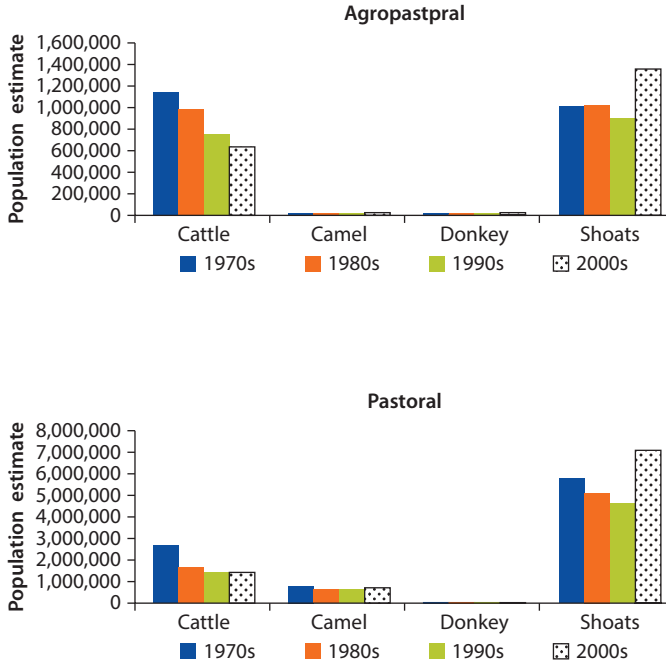 Agropastpral
Population estimate
1,600,000
1,400,000
1,200,000
1,000,000
800,000
600,000
400,000
200,000
0
Cattle Camel Donkey Shoats
1970s 1980s 1990s 2000s
Pastoral
Population estimate
8,000,000
7,000,000
6,000,000
5,000,000
4,000,000
3,000,000
2,000,000
1,000,000
0
Cattle Camel Donkey Shoats
1970s 1980s 1990s 2000s